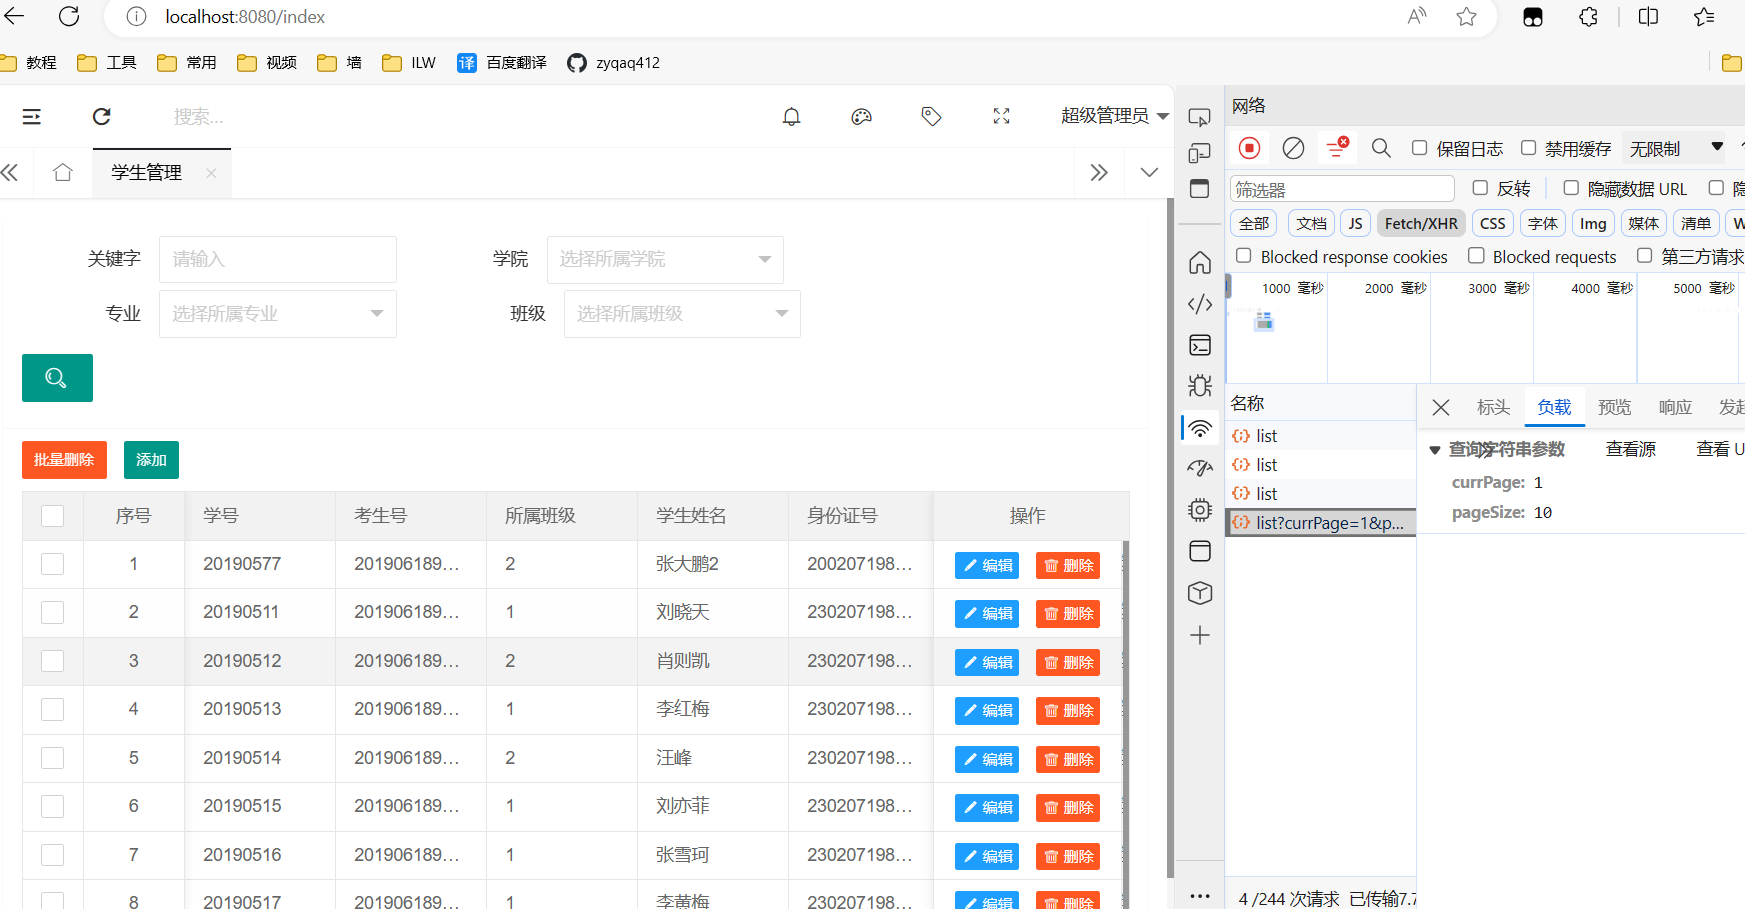 localhost:8080/index
教程 工具 常用 视频 墙 ILW 译 百度翻译 zyqaq412
搜索... 超级管理员
学生管理
关键字 请输入 学院 选择所属学院
专业 选择所属专业 班级 选择所属班级
批量删除 添加
序号 学号 考生号 所属班级 学生姓名 身份证号 操作
1 20190577 201906189... 2 张大鹏2 200207198... 编辑 删除
2 20190511 201906189... 1 刘晓天 230207198... 编辑 删除
3 20190512 201906189... 2 肖则凯 230207198... 编辑 删除
4 20190513 201906189... 1 李红梅 230207198... 编辑 删除
5 20190514 201906189... 2 汪峰 230207198... 编辑 删除
6 20190515 201906189... 1 刘亦菲 230207198... 编辑 删除
7 20190516 201906189... 1 张雪珂 230207198... 编辑 删除
8 20190517 201906189... 1 李黄梅 230207198... 编辑 删除
网络
保留日志 禁用缓存 无限制
筛选器 反转 隐藏数据 URL
全部 文档 JS Fetch/XHR CSS 字体 Img 媒体 清单 W
Blocked response cookies Blocked requests 第三方请求
1000 毫秒 2000 毫秒 3000 毫秒 4000 毫秒 5000 毫秒
名称 标头 负载 预览 响应 发起
list
list
list
list?currPage=1&p...
查询字符串参数 查看源 查看 U
currPage: 1
pageSize: 10
4 /244 次请求 已传输7.7